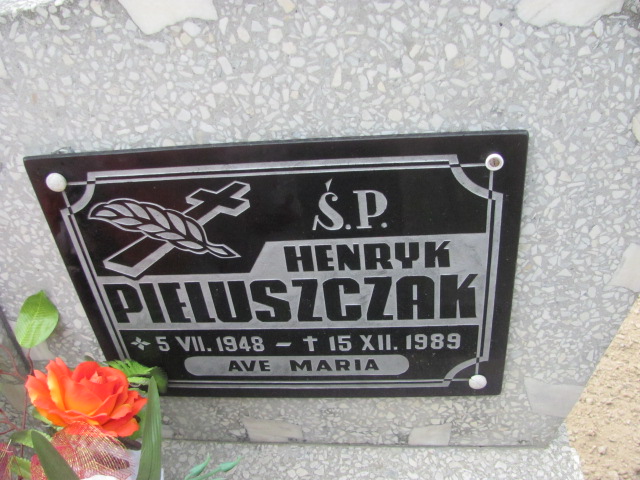 Ś.P.
HENRYK
PIELUSZCZAK
5 VII. 1948 – † 15 XII. 1989
AVE MARIA